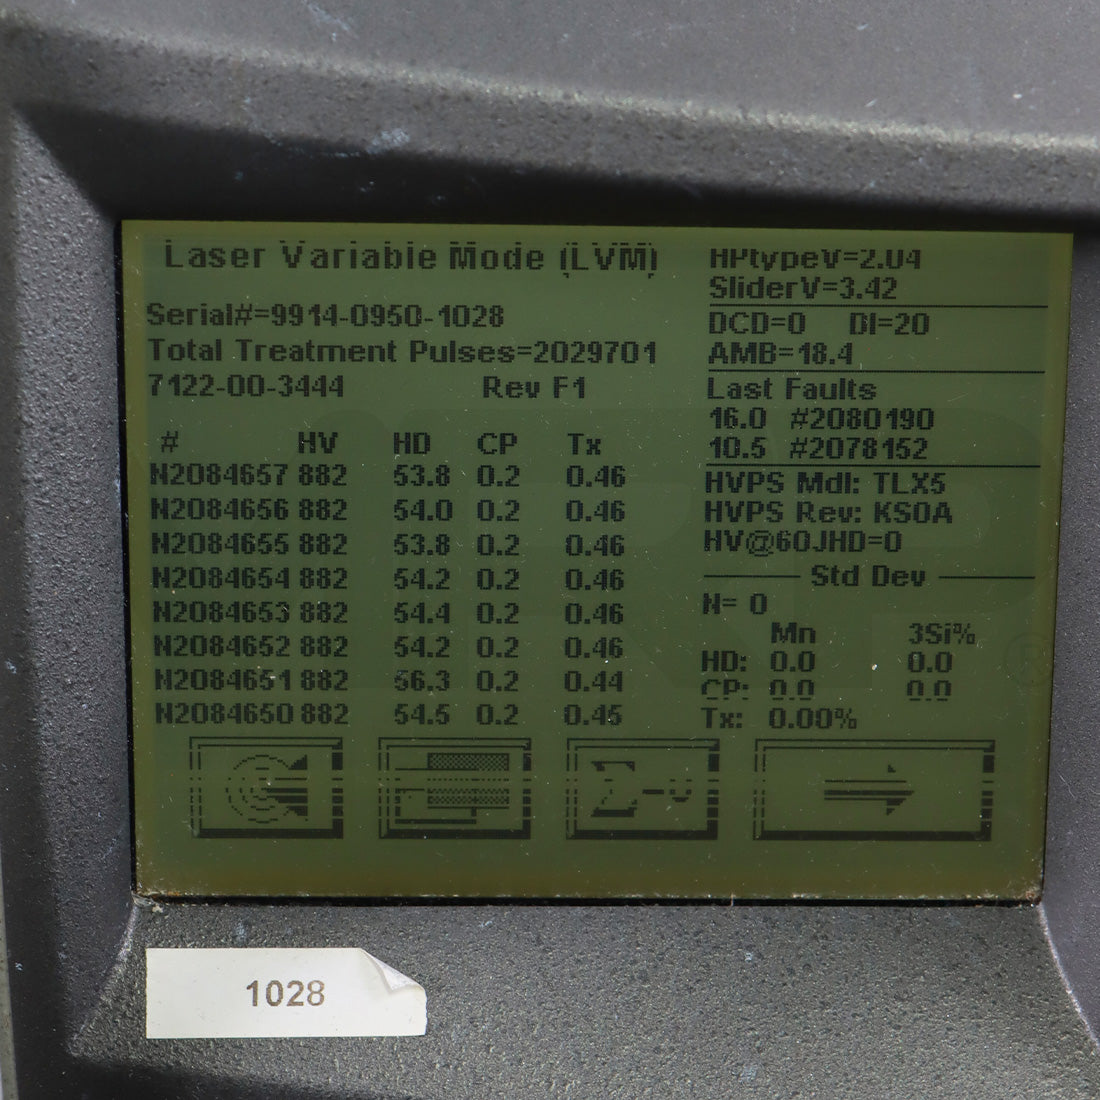 Laser Variable Mode (LVM)
Serial#=9914-0950-1028
Total Treatment Pulses=2029701
7122-00-3444 Rev F1
# HV HD CP Tx
N2084657 882 53.8 0.2 0.46
N2084656 882 54.0 0.2 0.46
N2084655 882 53.8 0.2 0.46
N2084654 882 54.2 0.2 0.46
N2084653 882 54.4 0.2 0.46
N2084652 882 54.2 0.2 0.46
N2084651 882 56.3 0.2 0.44
N2084650 882 54.5 0.2 0.45
HPtypeV=2.04
SliderV=3.42
DCD=0 DI=20
AMB=18.4
Last Faults
16.0 #2080190
10.5 #2078152
HVPS Mdl: TLX5
HVPS Rev: KS0A
HV@60JHD=0
Std Dev
N= 0
Mn 3Si%
HD: 0.0 0.0
CP: 0.0 0.0
Tx: 0.00%
Σ-0
1028